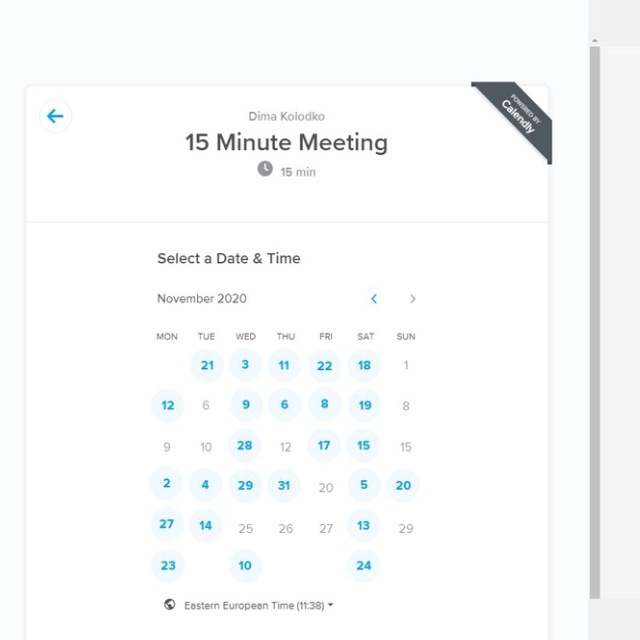 POWERED BY
Calendly
Dima Kolodko
15 Minute Meeting
15 min
Select a Date & Time
November 2020
MON TUE WED THU FRI SAT SUN
21 3 11 22 18 1
12 6 9 6 8 19 8
9 10 28 12 17 15 15
2 4 29 31 20 5 20
27 14 25 26 27 13 29
23 10 24
Eastern European Time (11:38)